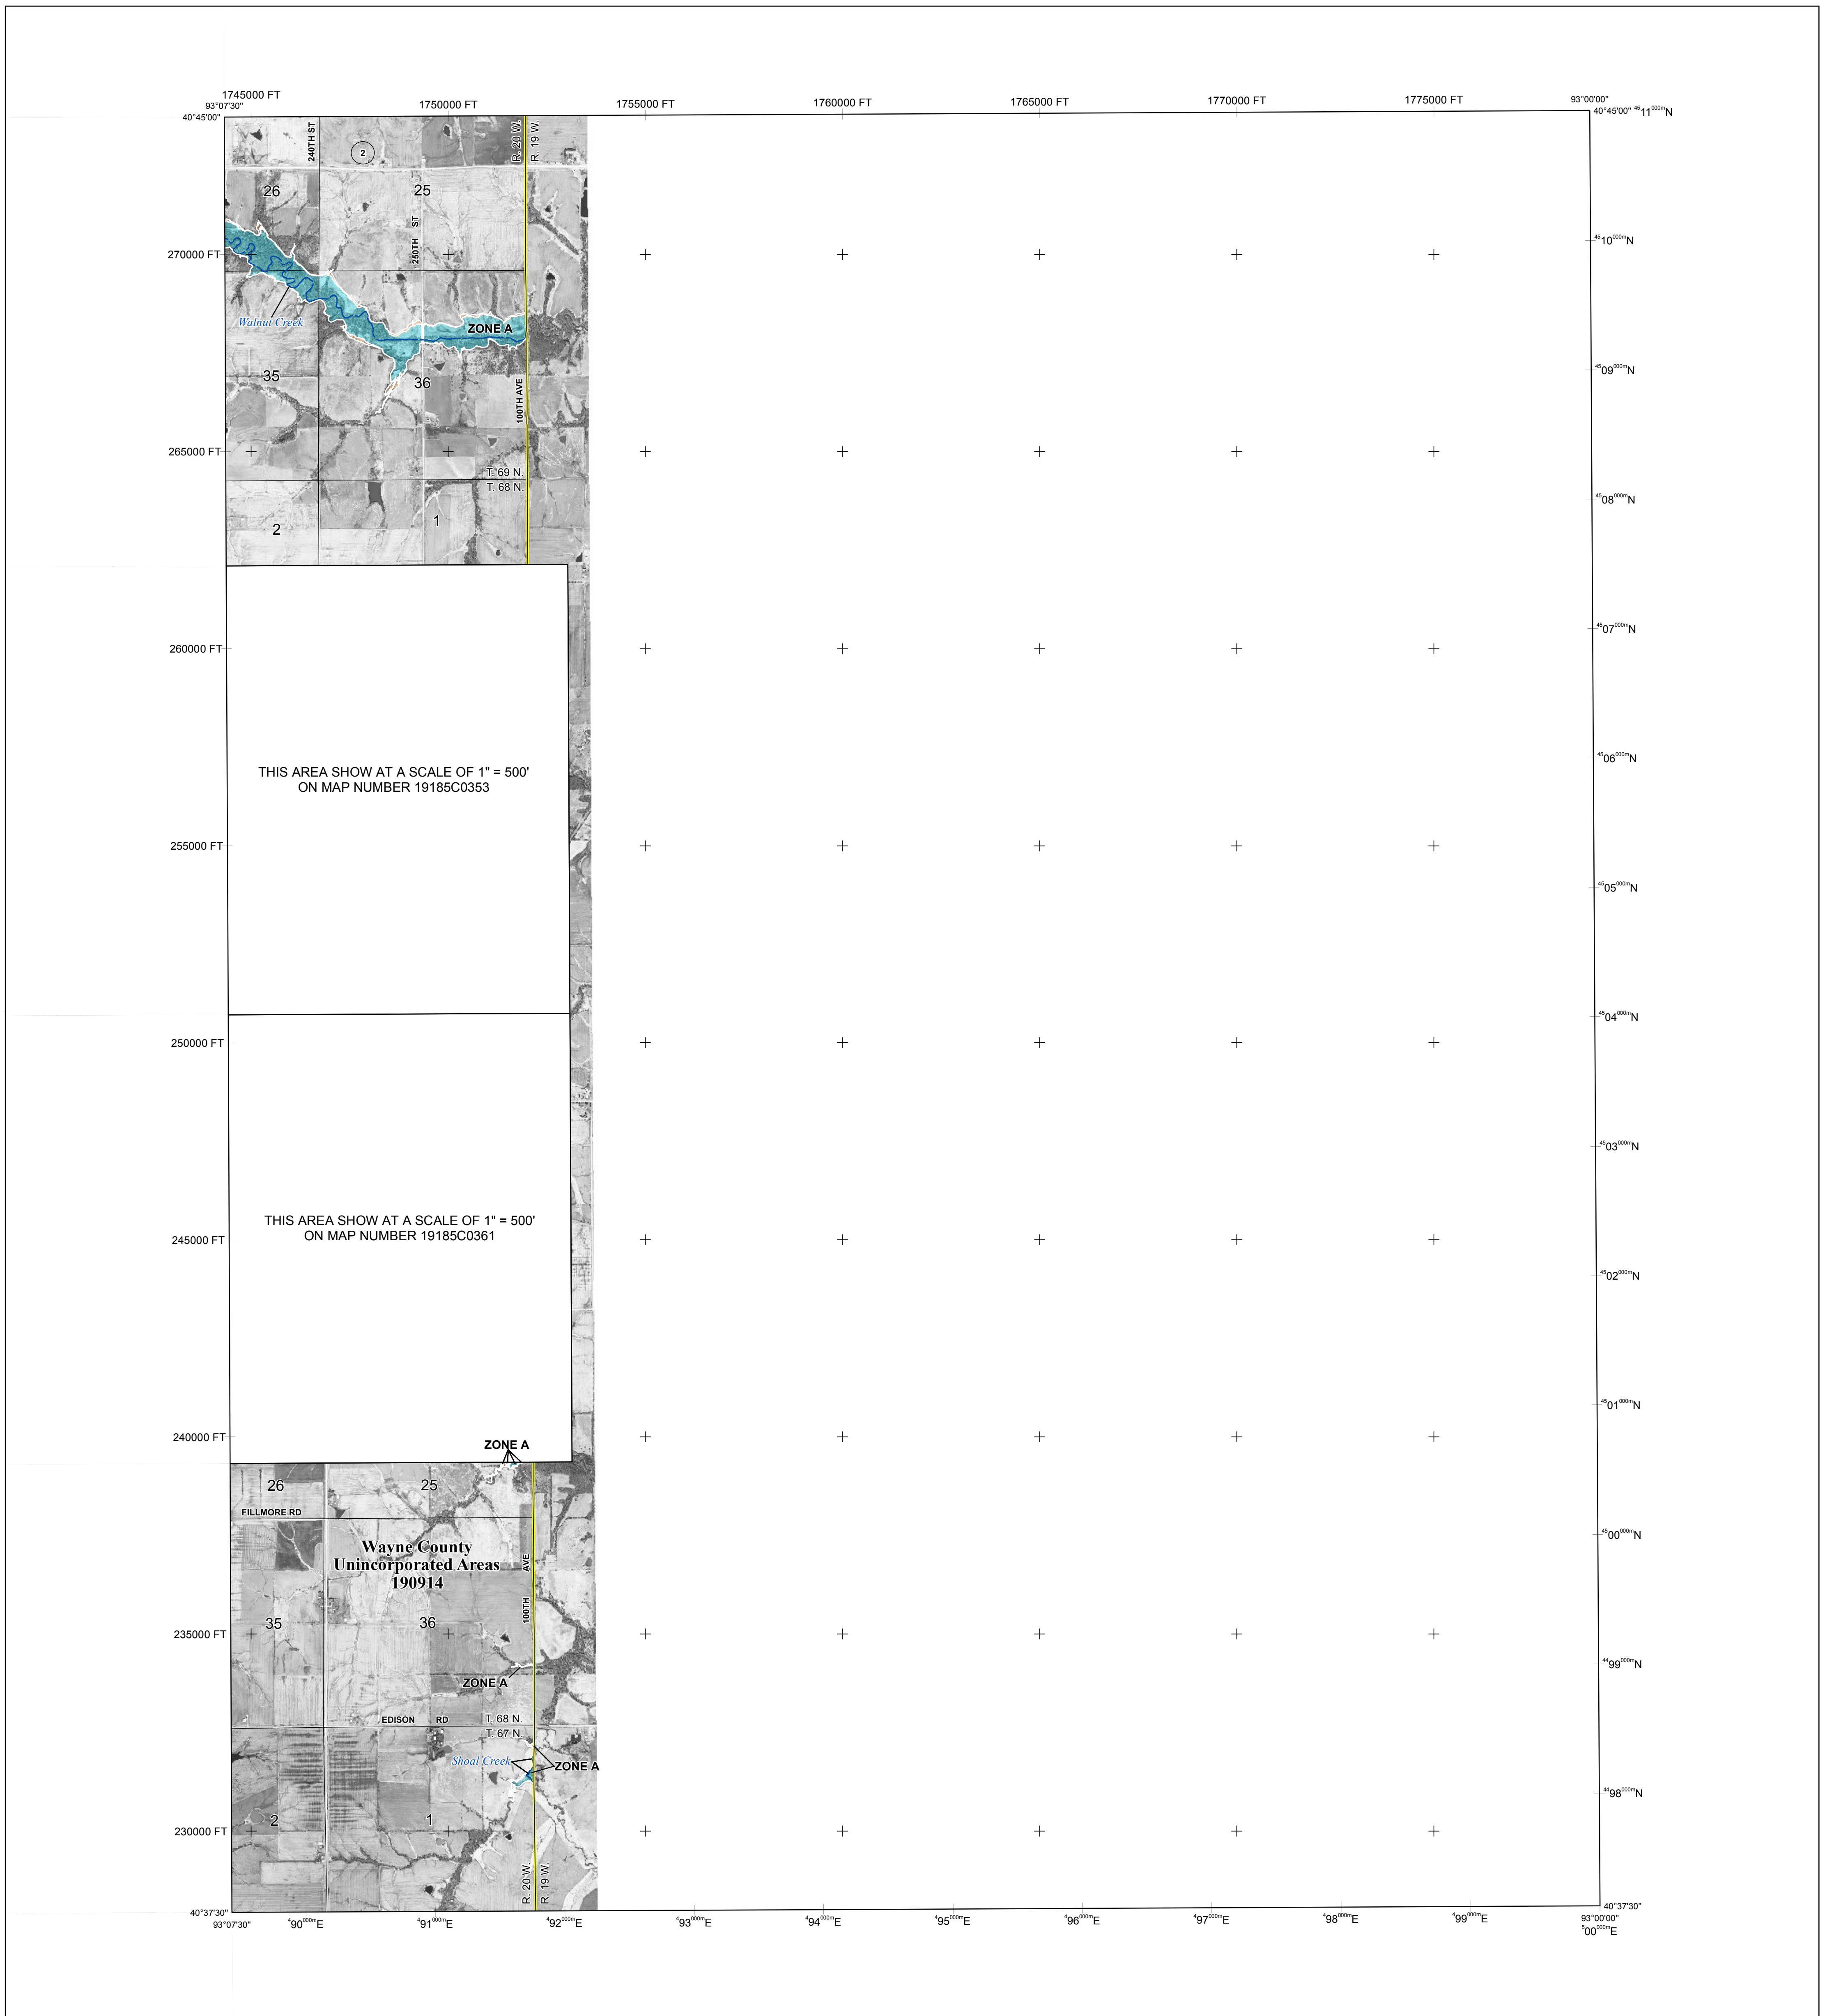 1745000 FT
1750000 FT
1755000 FT
1760000 FT
1765000 FT
1770000 FT
1775000 FT
93°07'30"
93°00'00"
40°45'00"
40°45'00"
4511000mN
240TH ST
2
R. 20 W.
R. 19 W.
26
25
250TH ST
270000 FT
4510000mN
Walnut Creek
ZONE A
35
36
100TH AVE
4509000mN
265000 FT
T. 69 N.
T. 68 N.
4508000mN
2
1
4507000mN
260000 FT
4506000mN
THIS AREA SHOW AT A SCALE OF 1" = 500'
ON MAP NUMBER 19185C0353
255000 FT
4505000mN
4504000mN
250000 FT
4503000mN
THIS AREA SHOW AT A SCALE OF 1" = 500'
ON MAP NUMBER 19185C0361
245000 FT
4502000mN
4501000mN
240000 FT
ZONE A
26
25
FILLMORE RD
4500000mN
Wayne County
Unincorporated Areas
190914
100TH AVE
35
36
235000 FT
4499000mN
ZONE A
EDISON RD
T. 68 N.
T. 67 N.
Shoal Creek
ZONE A
4498000mN
2
1
230000 FT
R. 20 W.
R. 19 W.
40°37'30"
40°37'30"
93°07'30"
490000mE
491000mE
492000mE
493000mE
494000mE
495000mE
496000mE
497000mE
498000mE
499000mE
93°00'00"
500000mE